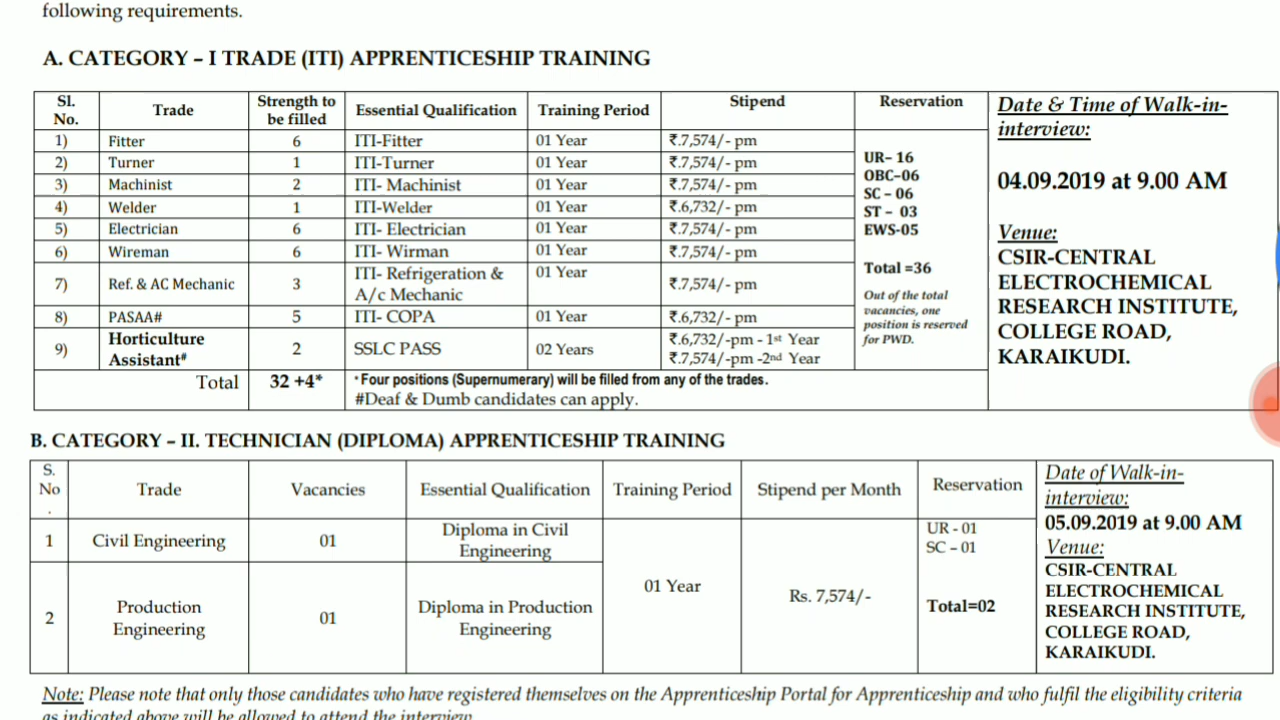 following requirements.
A. CATEGORY – I TRADE (ITI) APPRENTICESHIP TRAINING
Sl. No. Trade Strength to be filled Essential Qualification Training Period Stipend Reservation
1) Fitter 6 ITI-Fitter 01 Year ₹.7,574/- pm
2) Turner 1 ITI-Turner 01 Year ₹.7,574/- pm
3) Machinist 2 ITI- Machinist 01 Year ₹.7,574/- pm
4) Welder 1 ITI-Welder 01 Year ₹.6,732/- pm
5) Electrician 6 ITI- Electrician 01 Year ₹.7,574/- pm
6) Wireman 6 ITI- Wirman 01 Year ₹.7,574/- pm
7) Ref. & AC Mechanic 3 ITI- Refrigeration & A/c Mechanic 01 Year ₹.7,574/- pm
8) PASAA# 5 ITI- COPA 01 Year ₹.6,732/- pm
9) Horticulture Assistant# 2 SSLC PASS 02 Years ₹.6,732/-pm - 1st Year
₹.7,574/-pm -2nd Year
UR– 16
OBC–06
SC – 06
ST – 03
EWS-05
Total =36
Out of the total
vacancies, one
position is reserved
for PWD.
Total 32 +4* *Four positions (Supernumerary) will be filled from any of the trades.
#Deaf & Dumb candidates can apply.
Date & Time of Walk-in-
interview:
04.09.2019 at 9.00 AM
Venue:
CSIR-CENTRAL
ELECTROCHEMICAL
RESEARCH INSTITUTE,
COLLEGE ROAD,
KARAIKUDI.
B. CATEGORY – II. TECHNICIAN (DIPLOMA) APPRENTICESHIP TRAINING
S. No . Trade Vacancies Essential Qualification Training Period Stipend per Month Reservation
1 Civil Engineering 01 Diploma in Civil Engineering
2 Production Engineering 01 Diploma in Production Engineering
01 Year Rs. 7,574/-
UR - 01
SC – 01
Total=02
Date of Walk-in-
interview:
05.09.2019 at 9.00 AM
Venue:
CSIR-CENTRAL
ELECTROCHEMICAL
RESEARCH INSTITUTE,
COLLEGE ROAD,
KARAIKUDI.
Note: Please note that only those candidates who have registered themselves on the Apprenticeship Portal for Apprenticeship and who fulfil the eligibility criteria
as indicated above will be allowed to attend the interview